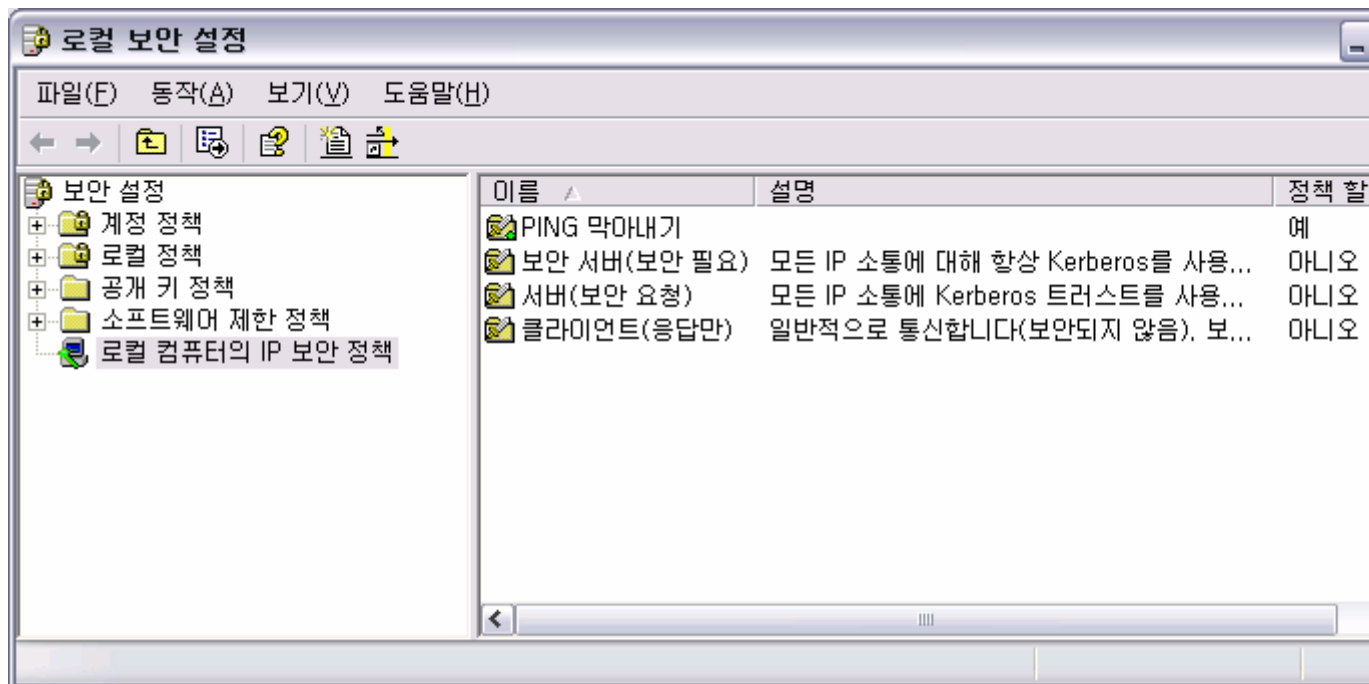 로컬 보안 설정
파일(F) 동작(A) 보기(V) 도움말(H)
보안 설정
계정 정책
로컬 정책
공개 키 정책
소프트웨어 제한 정책
로컬 컴퓨터의 IP 보안 정책
이름 설명 정책 할
PING 막아내기 예
보안 서버(보안 필요) 모든 IP 소통에 대해 항상 Kerberos를 사용... 아니오
서버(보안 요청) 모든 IP 소통에 Kerberos 트러스트를 사용... 아니오
클라이언트(응답만) 일반적으로 통신합니다(보안되지 않음). 보... 아니오